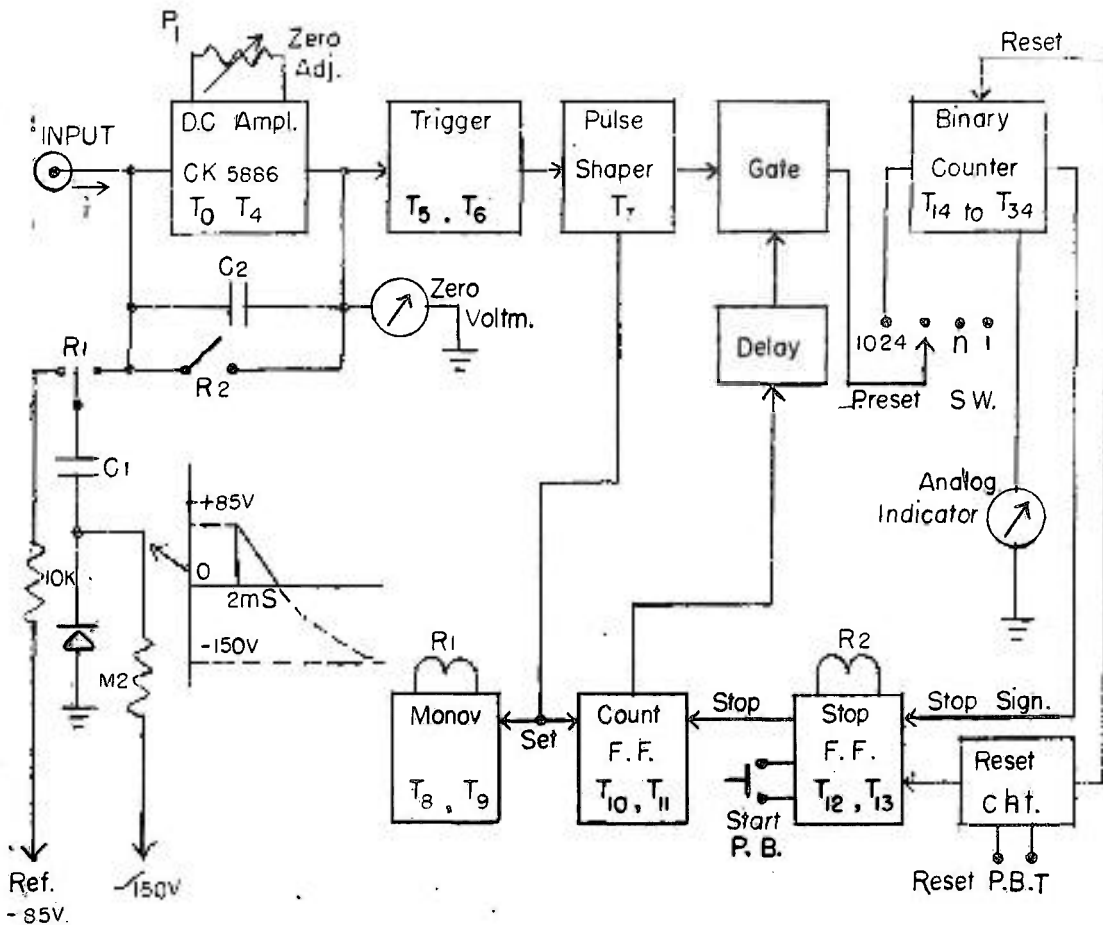 P1
Zero
Adj.
INPUT
i
D.C Ampl.
CK 5886
T0 T4
Trigger
T5 , T6
Pulse
Shaper
T7
Gate
Reset
Binary
Counter
T14 to T34
C2
Zero
Voltm.
R2
R1
Delay
1024
n
1
Preset SW.
C1
+85V
0
2mS
-150V
10K
M2
Analog
Indicator
R1
Monov
T8 , T9
Set
Count
F.F.
T10 , T11
Stop
R2
Stop
F.F.
T12 , T13
Stop Sign.
Start
P.B.
Reset
Cht.
Reset P.B.T
Ref.
-85V.
-150V